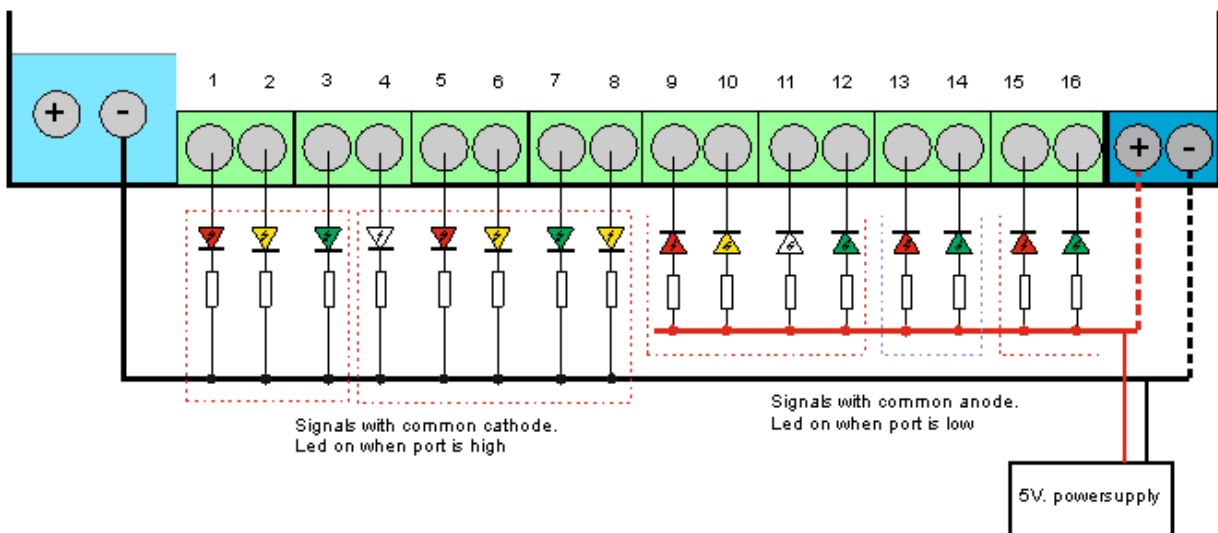 1 2 3 4 5 6 7 8 9 10 11 12 13 14 15 16
+ - + -
Signals with common cathode.
Led on when port is high
Signals with common anode.
Led on when port is low
5V. powersupply